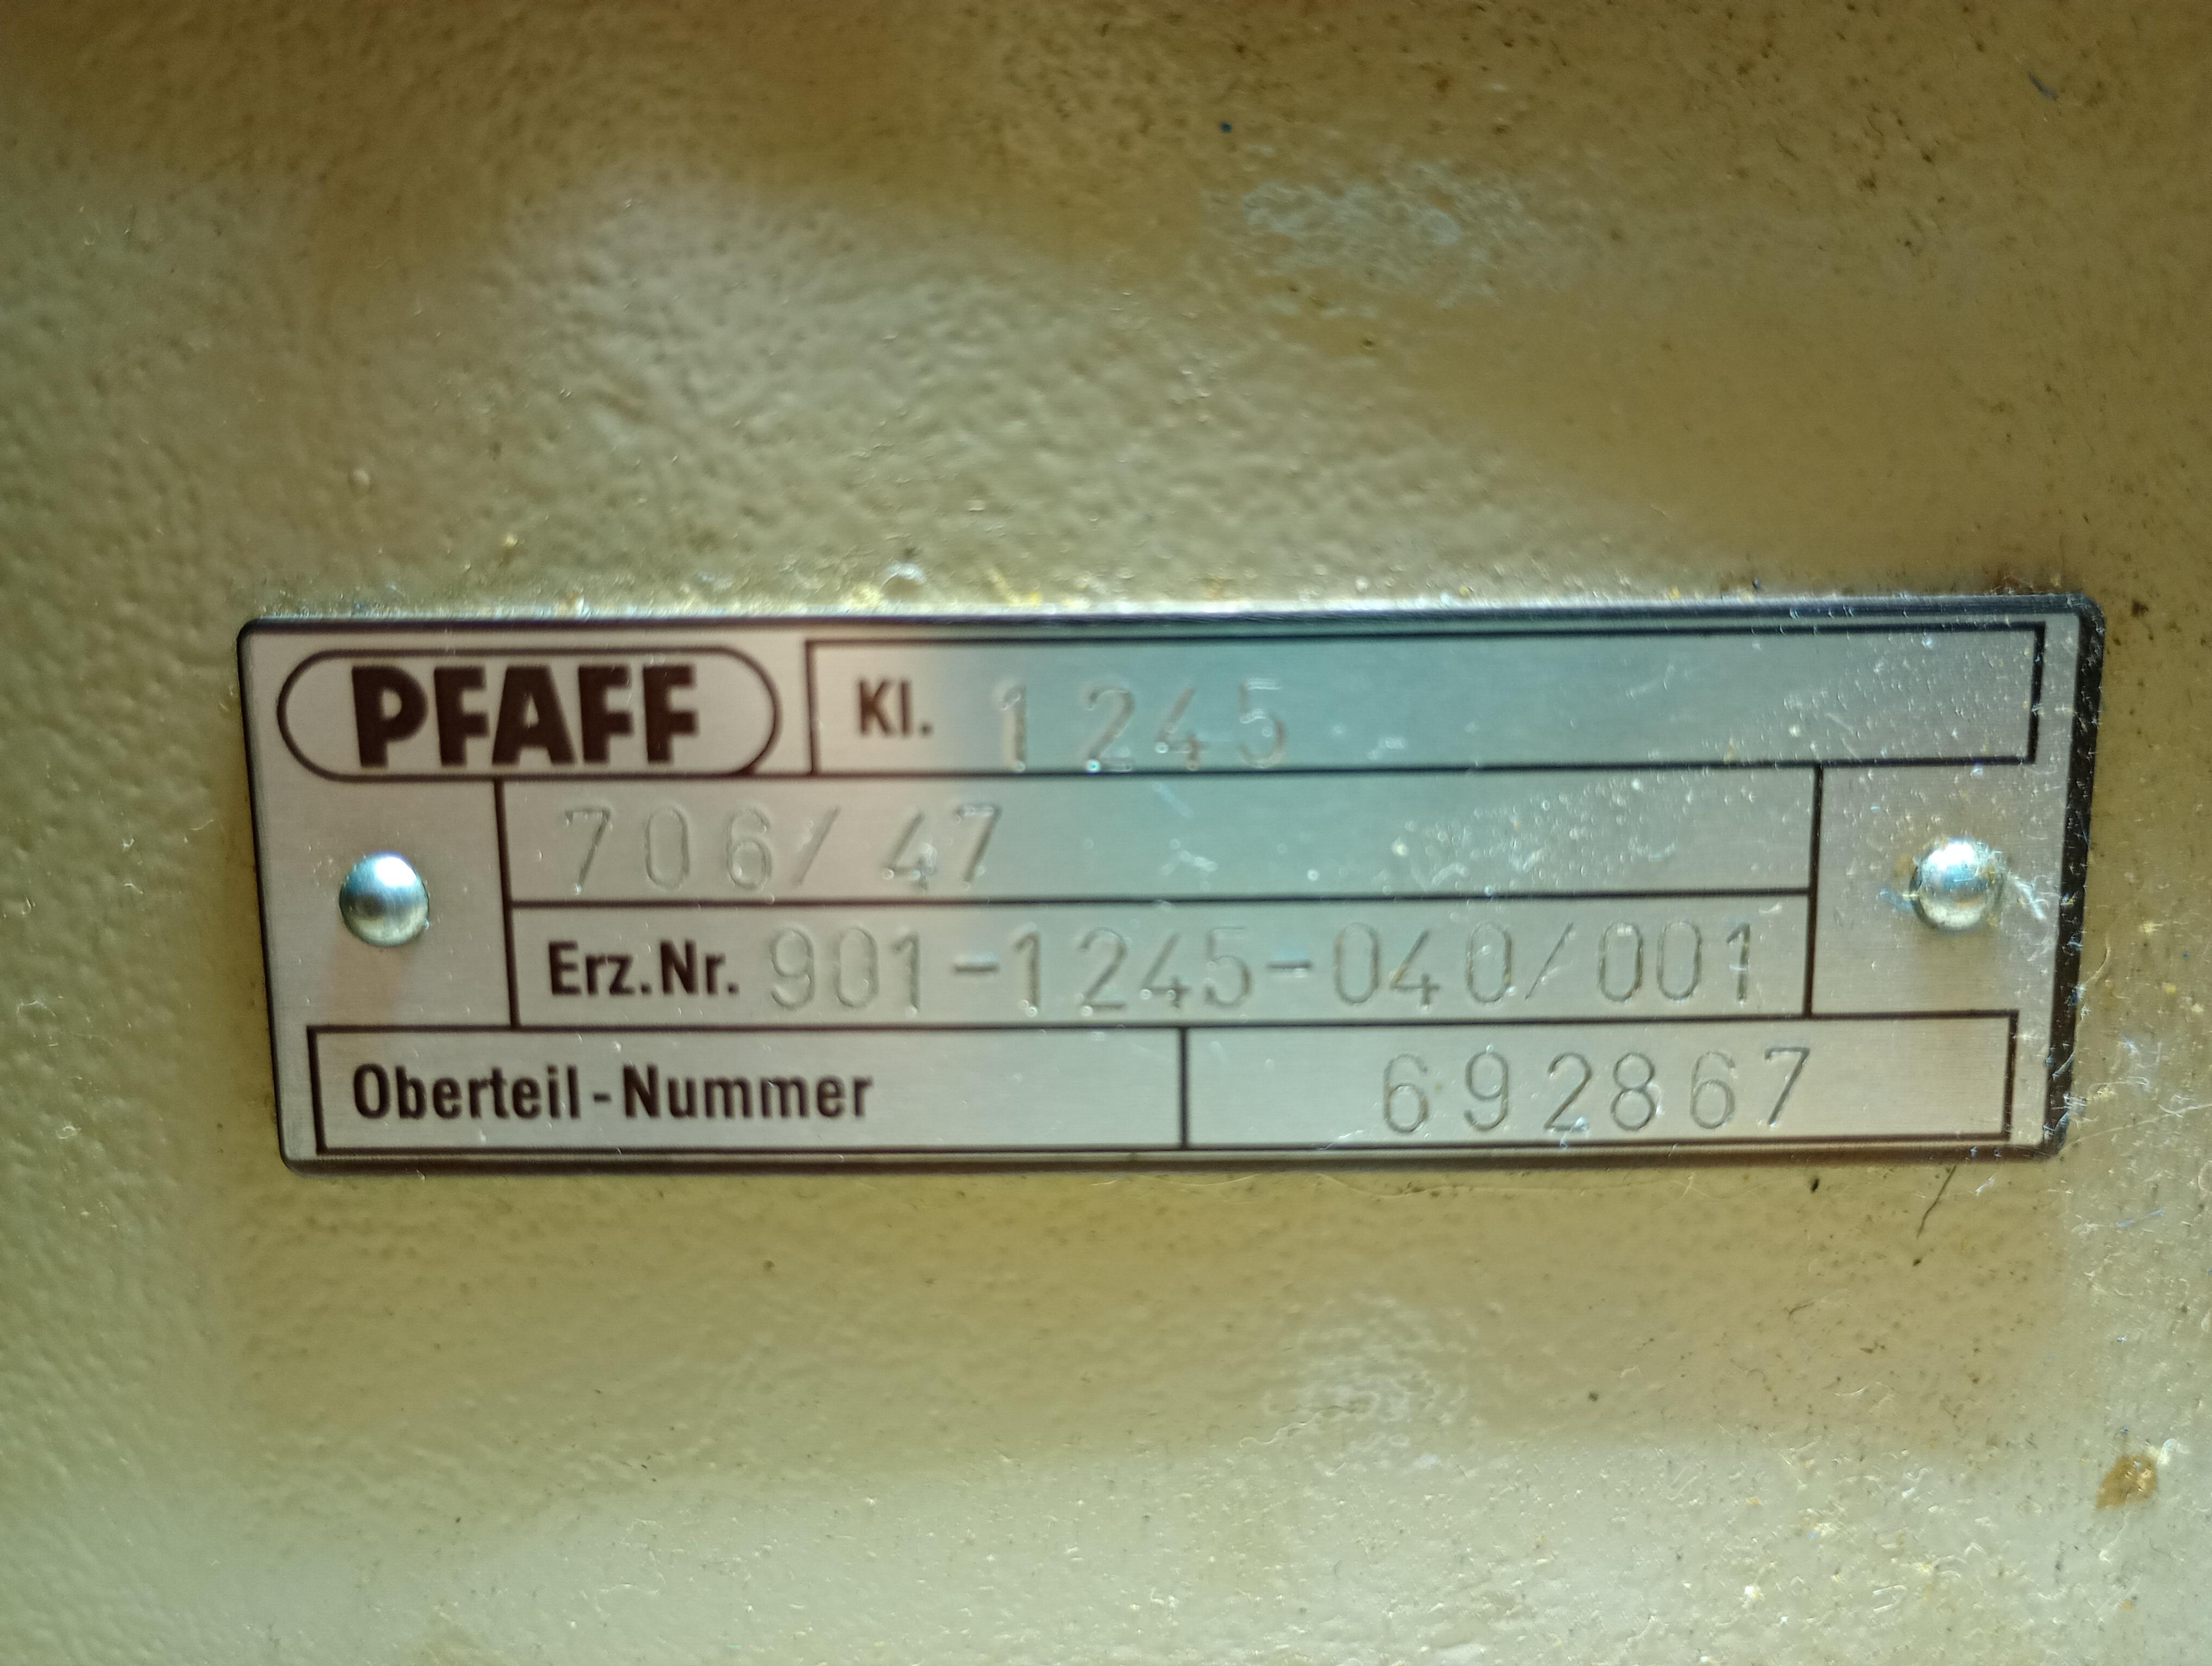 PFAFF Kl. 1245
706/47
Erz.Nr. 901-1245-040/001
Oberteil-Nummer 692867